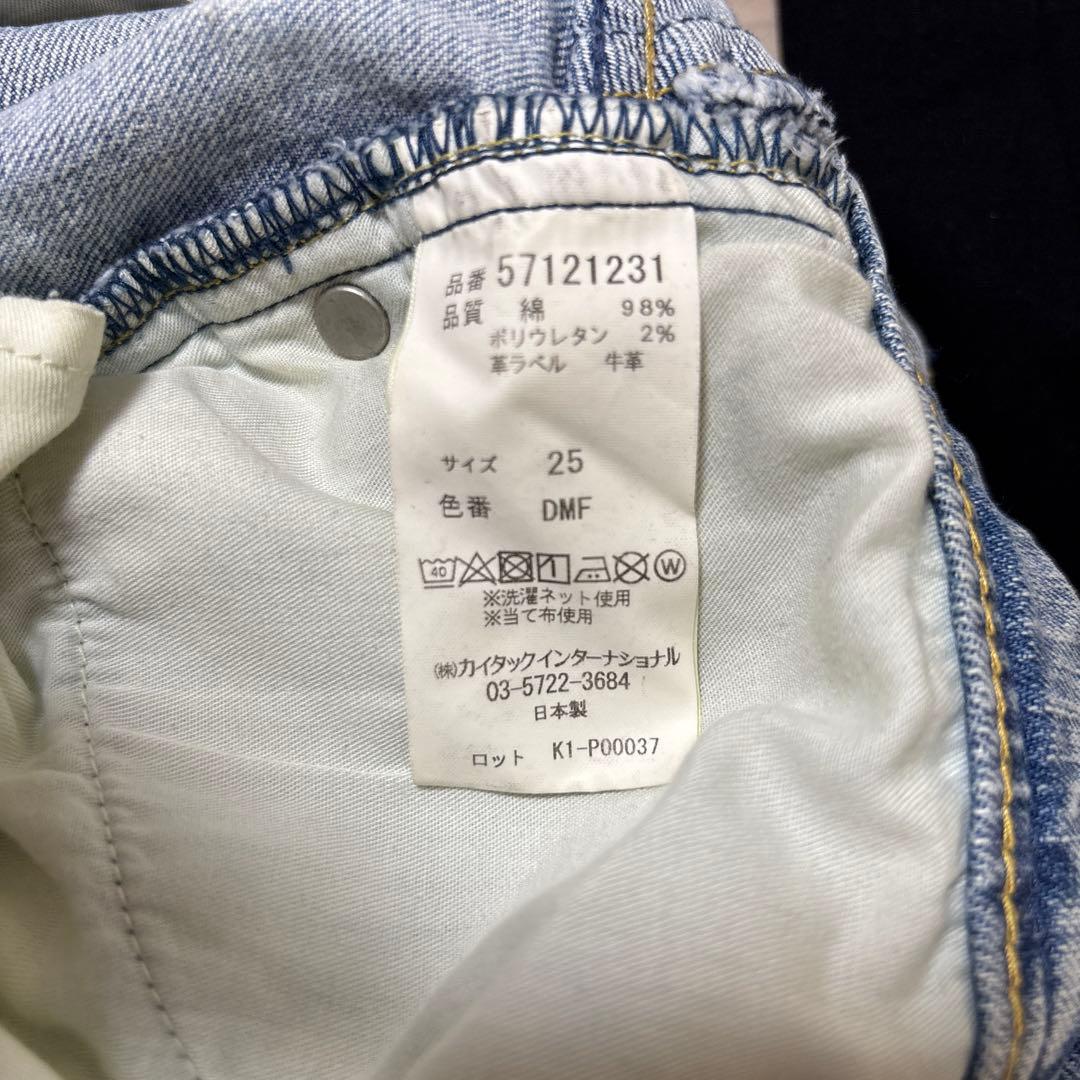 品番 57121231
品質 綿 98%
ポリウレタン 2%
革ラベル 牛革
サイズ 25
色番 DMF
40 W
※洗濯ネット使用
※当て布使用
(株)カイタックインターナショナル
03-5722-3684
日本製
ロット K1-P00037